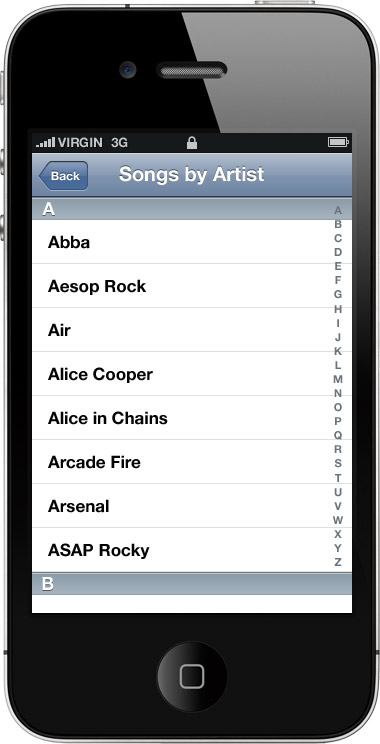 VIRGIN 3G
Back
Songs by Artist
A
Abba
Aesop Rock
Air
Alice Cooper
Alice in Chains
Arcade Fire
Arsenal
ASAP Rocky
B
A
B
C
D
E
F
G
H
I
J
K
L
M
N
O
P
Q
R
S
T
U
V
W
X
Y
Z